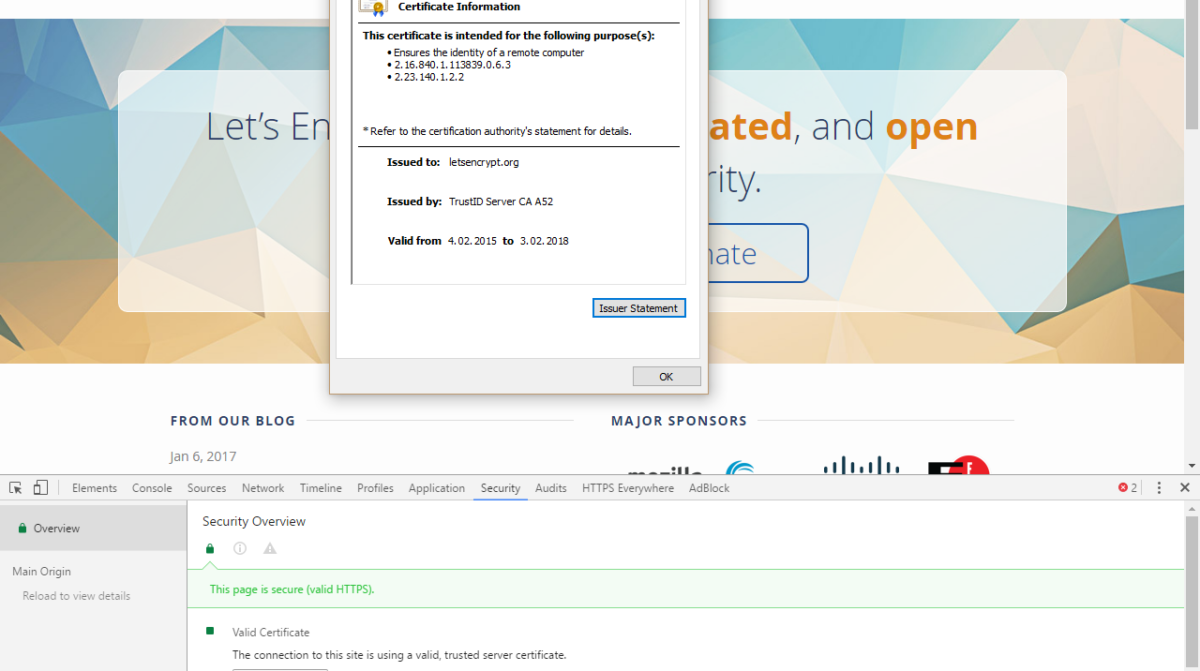 Certificate Information
This certificate is intended for the following purpose(s):
• Ensures the identity of a remote computer
• 2.16.840.1.113839.0.6.3
• 2.23.140.1.2.2
* Refer to the certification authority's statement for details.
Issued to: letsencrypt.org
Issued by: TrustID Server CA A52
Valid from 4.02.2015 to 3.02.2018
Issuer Statement
OK
Let's En
ated, and open
rity.
nate
FROM OUR BLOG
Jan 6, 2017
MAJOR SPONSORS
mozilla
Elements Console Sources Network Timeline Profiles Application Security Audits HTTPS Everywhere AdBlock
2
Overview
Main Origin
Reload to view details
Security Overview
This page is secure (valid HTTPS).
Valid Certificate
The connection to this site is using a valid, trusted server certificate.